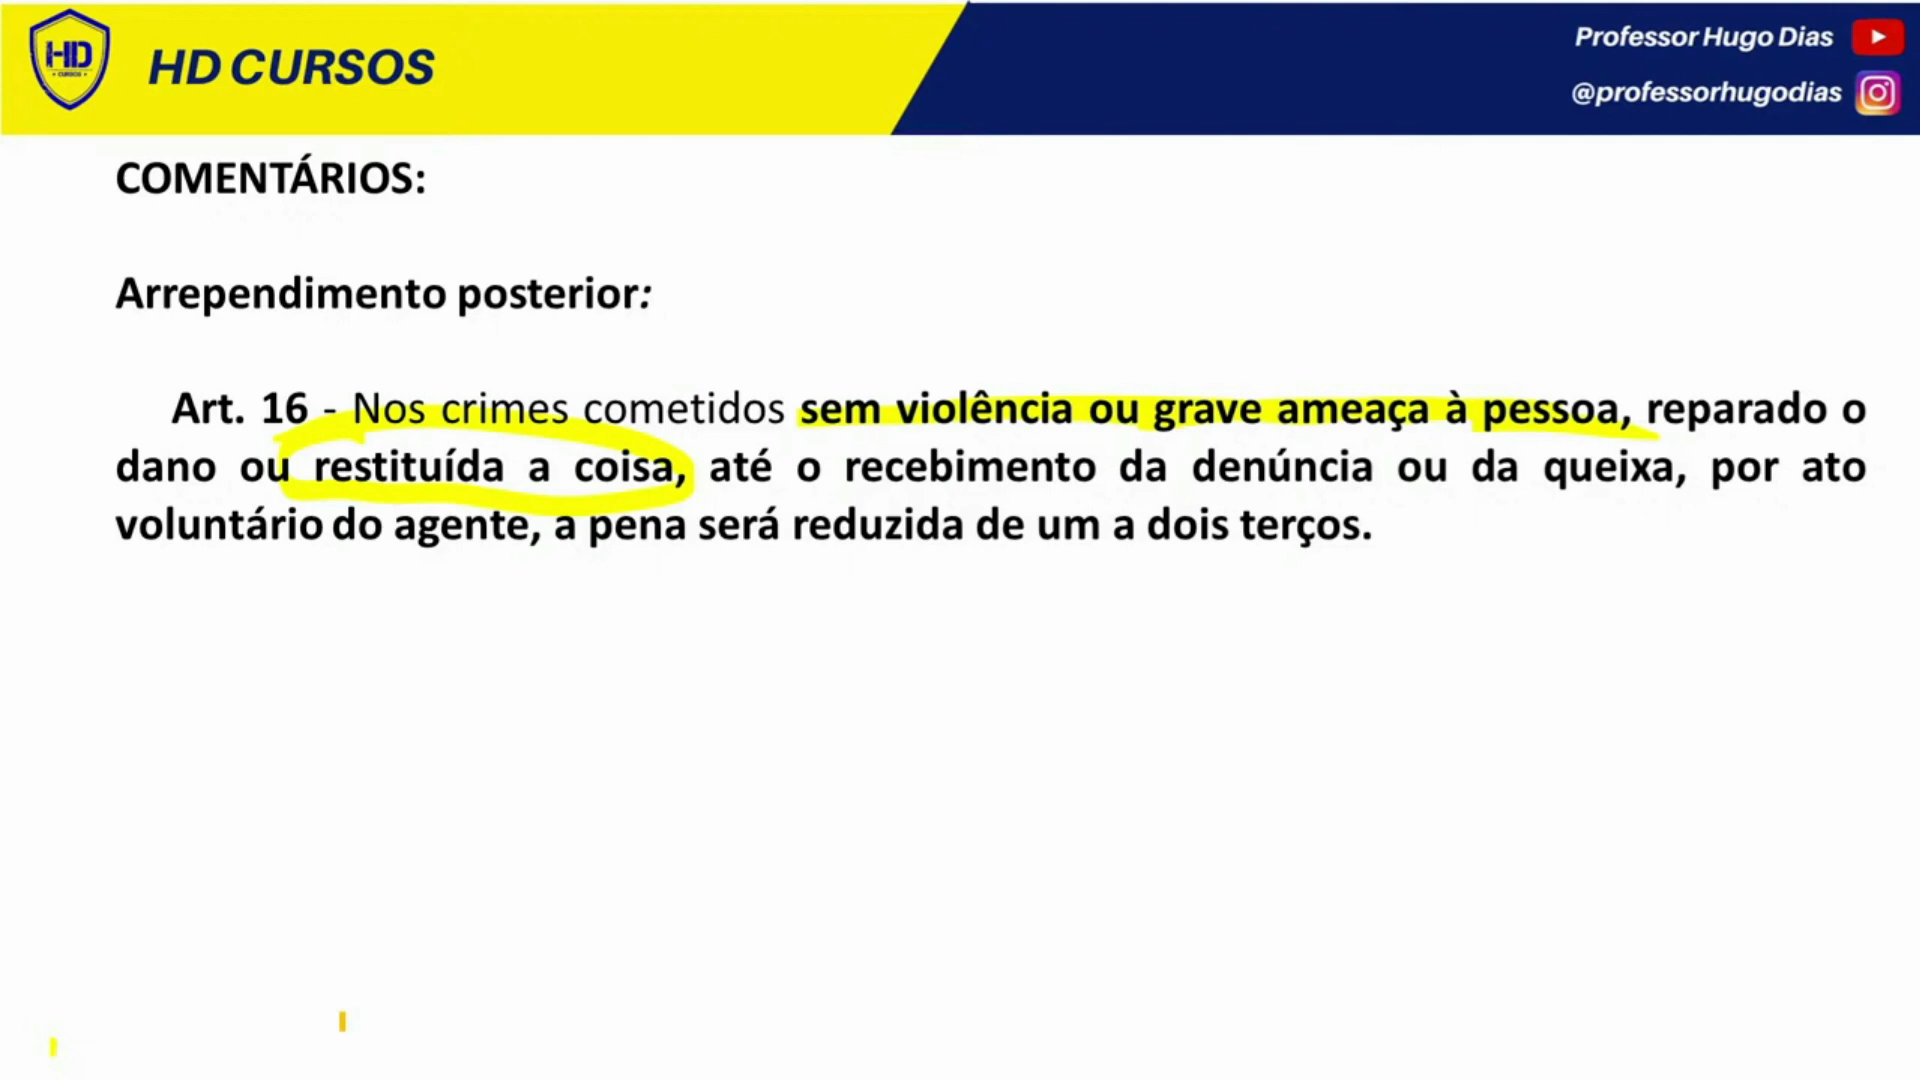 HD
CURSOS
HD CURSOS
Professor Hugo Dias
@professorhugodias
COMENTÁRIOS:
Arrependimento posterior:
Art. 16 - Nos crimes cometidos sem violência ou grave ameaça à pessoa, reparado o
dano ou restituída a coisa, até o recebimento da denúncia ou da queixa, por ato
voluntário do agente, a pena será reduzida de um a dois terços.